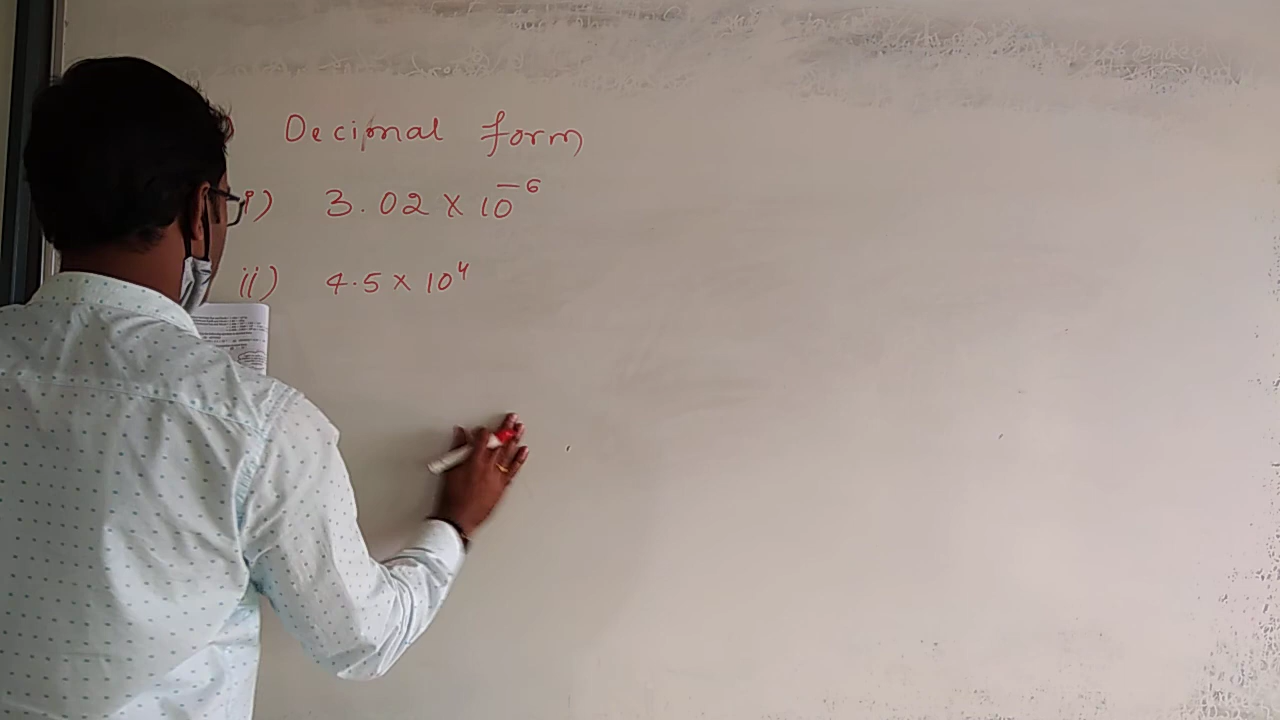 ) Decimal form
i) 3.02 × 10⁻⁶
ii) 4.5 × 10⁴